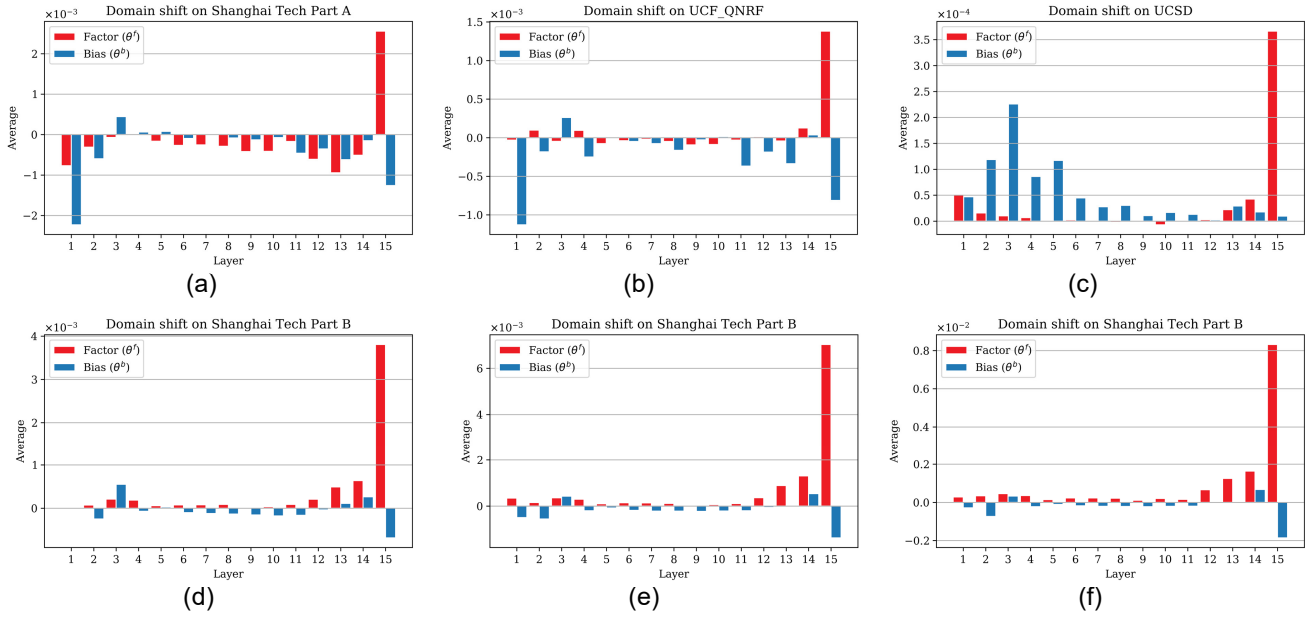 Domain shift on Shanghai Tech Part A
×10−3
Factor (θf)
Bias (θb)
2
1
0
−1
−2
Average
1 2 3 4 5 6 7 8 9 10 11 12 13 14 15
Layer
(a)
Domain shift on UCF_QNRF
×10−3
Factor (θf)
Bias (θb)
1.5
1.0
0.5
0.0
−0.5
−1.0
Average
1 2 3 4 5 6 7 8 9 10 11 12 13 14 15
Layer
(b)
Domain shift on UCSD
×10−4
Factor (θf)
Bias (θb)
3.5
3.0
2.5
2.0
1.5
1.0
0.5
0.0
Average
1 2 3 4 5 6 7 8 9 10 11 12 13 14 15
Layer
(c)
Domain shift on Shanghai Tech Part B
×10−3
Factor (θf)
Bias (θb)
4
3
2
1
0
Average
1 2 3 4 5 6 7 8 9 10 11 12 13 14 15
Layer
(d)
Domain shift on Shanghai Tech Part B
×10−3
Factor (θf)
Bias (θb)
6
4
2
0
Average
1 2 3 4 5 6 7 8 9 10 11 12 13 14 15
Layer
(e)
Domain shift on Shanghai Tech Part B
×10−2
Factor (θf)
Bias (θb)
0.8
0.6
0.4
0.2
0.0
−0.2
Average
1 2 3 4 5 6 7 8 9 10 11 12 13 14 15
Layer
(f)